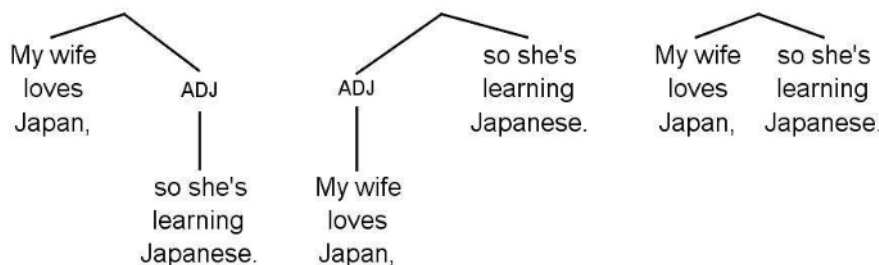 My wife
loves
Japan,
ADJ
so she's
learning
Japanese.
ADJ
My wife
loves
Japan,
so she's
learning
Japanese.
My wife
loves
Japan,
so she's
learning
Japanese.